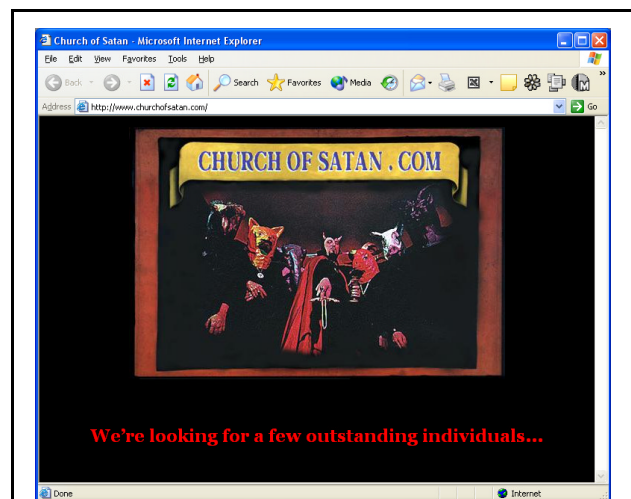 Church of Satan - Microsoft Internet Explorer
File Edit View Favorites Tools Help
Back Search Favorites Media
Address http://www.churchofsatan.com/ Go
CHURCH OF SATAN . COM
We're looking for a few outstanding individuals...
Done Internet